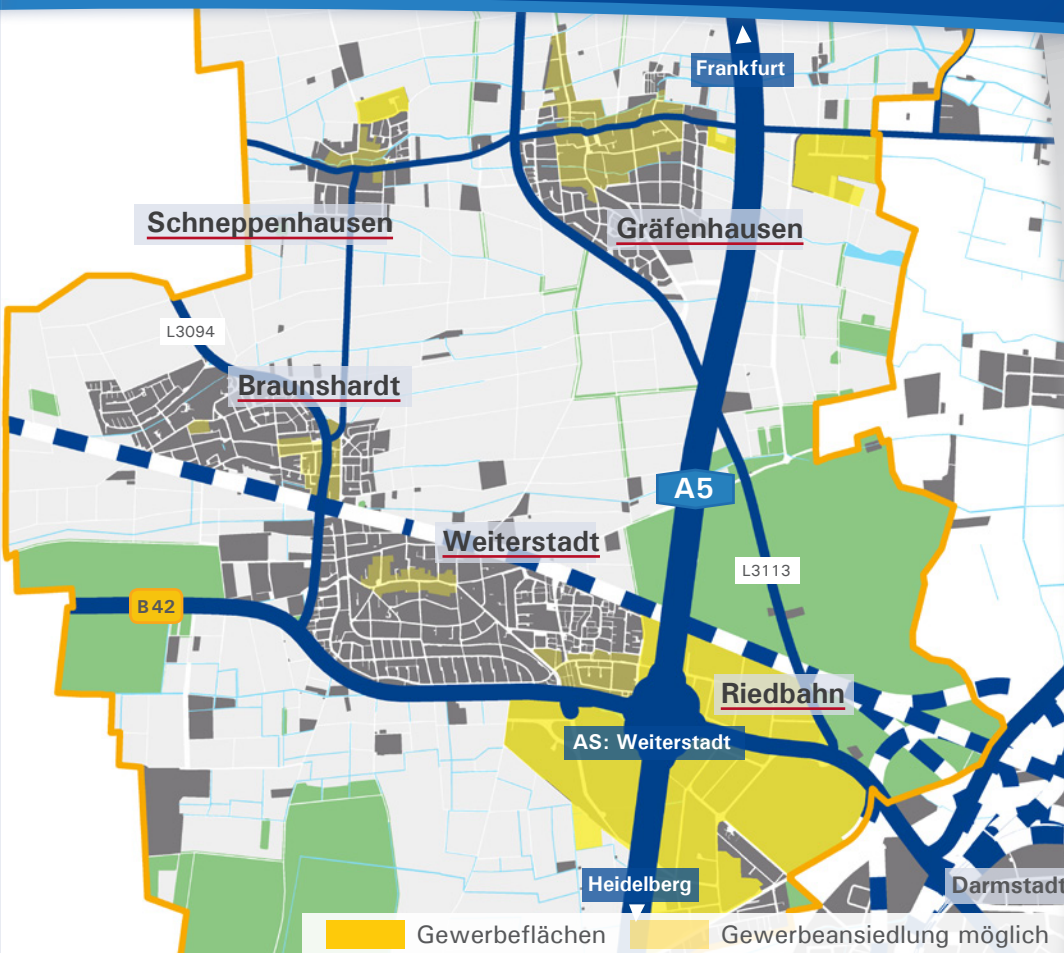 Frankfurt
Schneppenhausen
Gräfenhausen
L3094
Braunshardt
A5
Weiterstadt
L3113
B42
Riedbahn
AS: Weiterstadt
Heidelberg
Darmstadt
Gewerbeflächen
Gewerbeansiedlung möglich